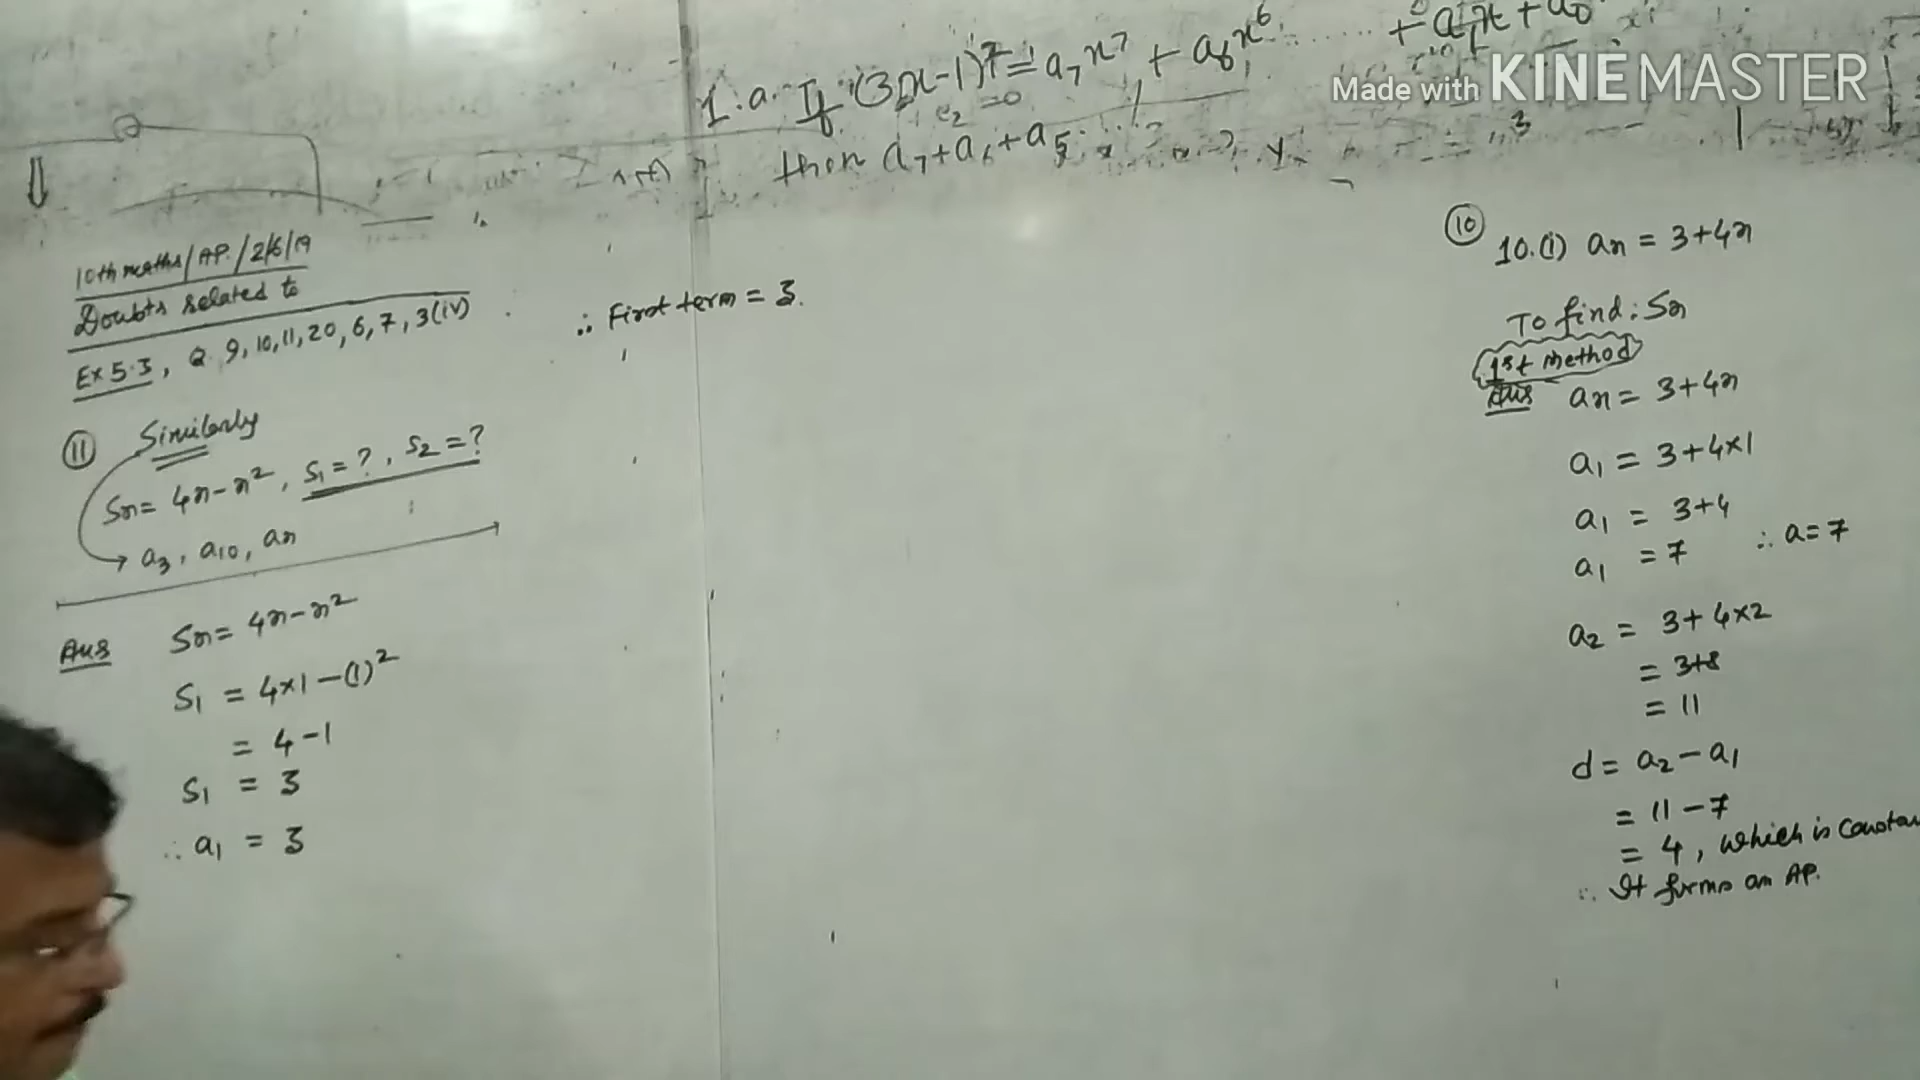 1.a. If (3x-1)⁷ = a₇x⁷ + a₆x⁶ ........ + a₁x + a₀
then a₇+a₆+a₅
Made with KINEMASTER
10th maths/AP./2/6/19
Doubts related to
Ex 5.3, Q. 9, 10, 11, 20, 6, 7, 3(iv)
⑪ Similarly
Sn = 4n-n², S₁ = ?, S₂ = ?
→ a₃, a₁₀, an
Ans Sn = 4n-n²
S₁ = 4×1-(1)²
= 4-1
S₁ = 3
∴ a₁ = 3
∴ First term = 3.
⑩ 10.(i) an = 3+4n
To find: Sn
1st method
Ans an = 3+4n
a₁ = 3+4×1
a₁ = 3+4
a₁ = 7 ∴ a = 7
a₂ = 3+4×2
= 3+8
= 11
d = a₂-a₁
= 11-7
= 4, which is constan
∴ It forms an AP.